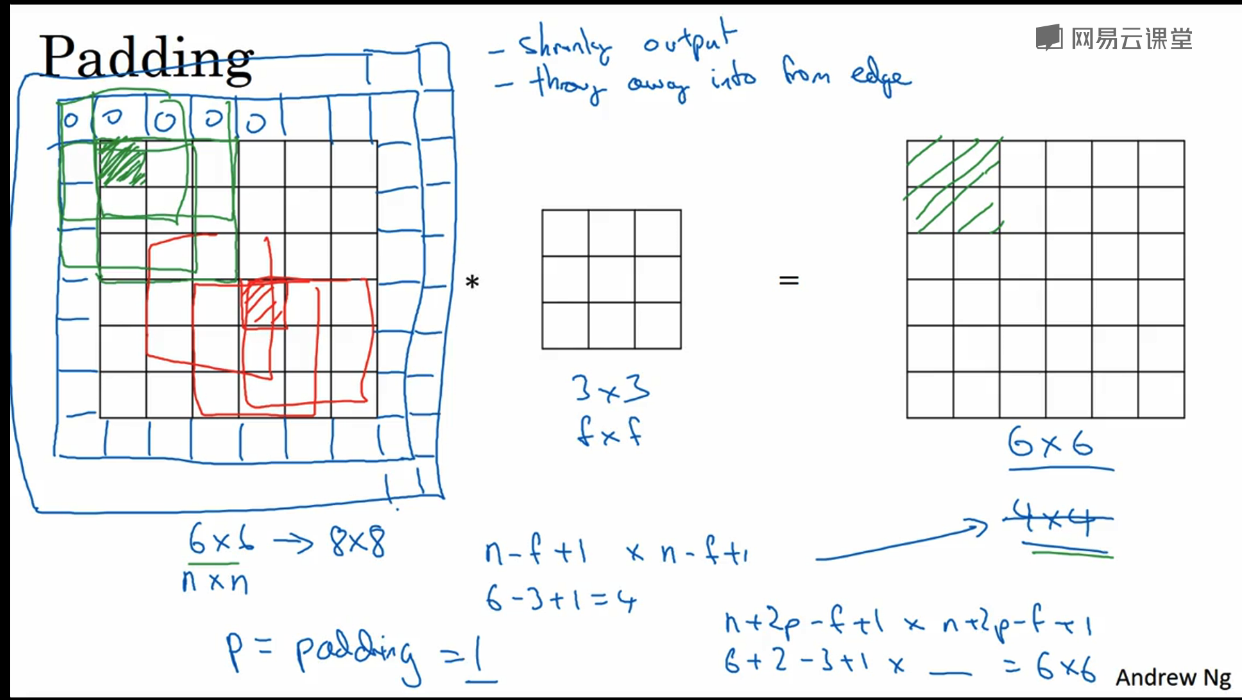 Padding
- shrinky output
- throw away info from edge
网易云课堂
0 0 0 0 0
*
=
3 × 3
f × f
6 × 6
4 × 4
6 × 6 → 8 × 8
n × n
n - f + 1 × n - f + 1
6 - 3 + 1 = 4
p = padding = 1
n + 2p - f + 1 × n + 2p - f + 1
6 + 2 - 3 + 1 × __ = 6 × 6
Andrew Ng